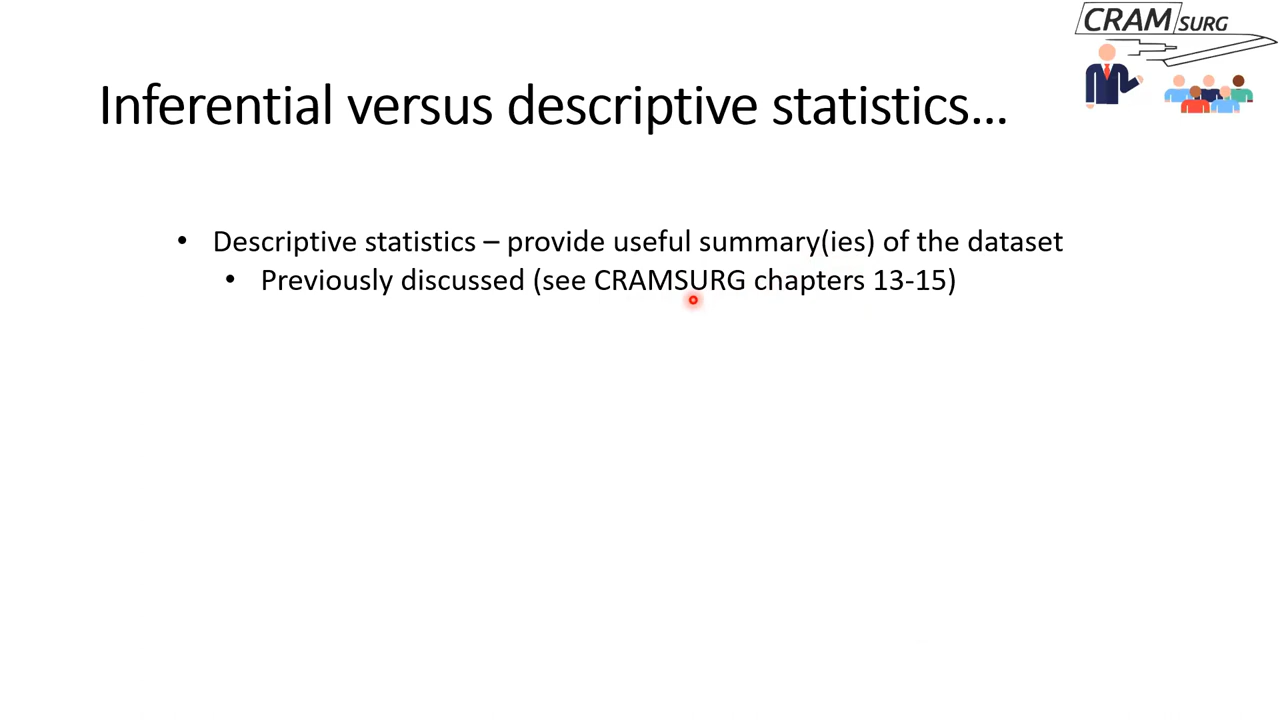 CRAM SURG
Inferential versus descriptive statistics...
• Descriptive statistics – provide useful summary(ies) of the dataset
• Previously discussed (see CRAMSURG chapters 13-15)